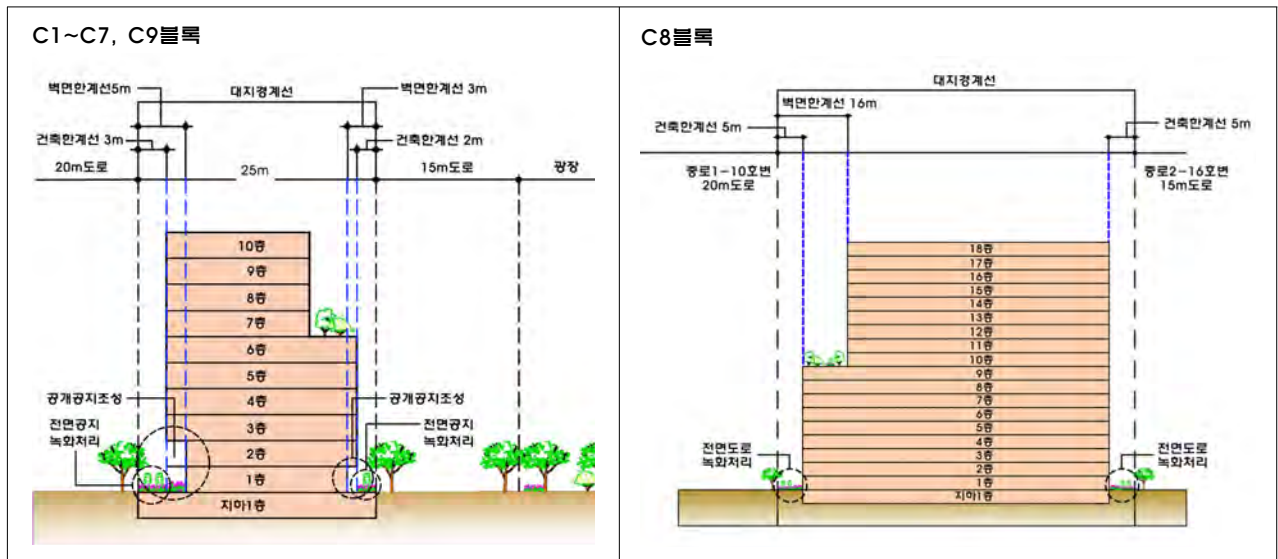 C1~C7, C9블록
대지경계선
벽면한계선5m
벽면한계선 3m
건축한계선 3m
건축한계선 2m
20m도로
25m
15m도로
광장
10층
9층
8층
7층
6층
5층
4층
3층
2층
1층
지하1층
공개공지조성
전면공지
녹화처리
공개공지조성
전면공지
녹화처리
C8블록
대지경계선
벽면한계선 16m
건축한계선 5m
건축한계선 5m
중로1-10호변
20m도로
중로2-16호변
15m도로
18층
17층
16층
15층
14층
13층
12층
11층
10층
9층
8층
7층
6층
5층
4층
3층
2층
1층
지하1층
전면도로
녹화처리
전면도로
녹화처리